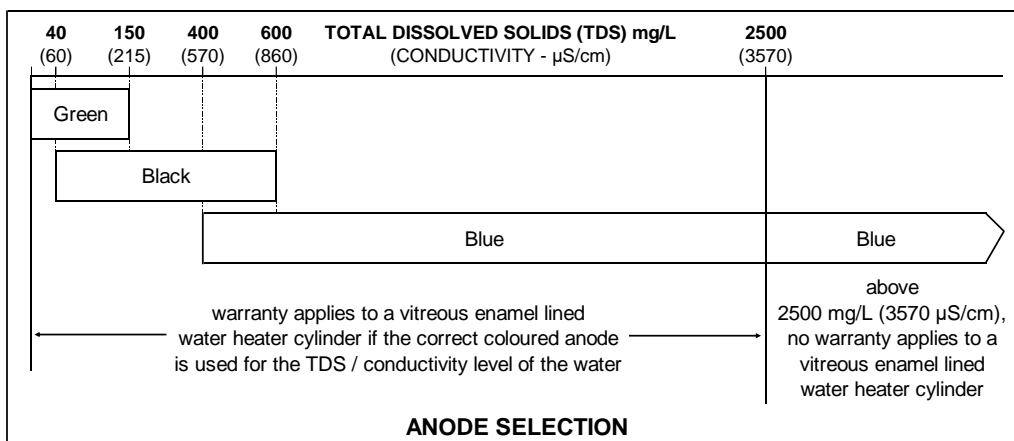 40 150 400 600 TOTAL DISSOLVED SOLIDS (TDS) mg/L 2500
(60) (215) (570) (860) (CONDUCTIVITY - µS/cm) (3570)
Green
Black
Blue Blue
warranty applies to a vitreous enamel lined
water heater cylinder if the correct coloured anode
is used for the TDS / conductivity level of the water
above
2500 mg/L (3570 µS/cm),
no warranty applies to a
vitreous enamel lined
water heater cylinder
ANODE SELECTION